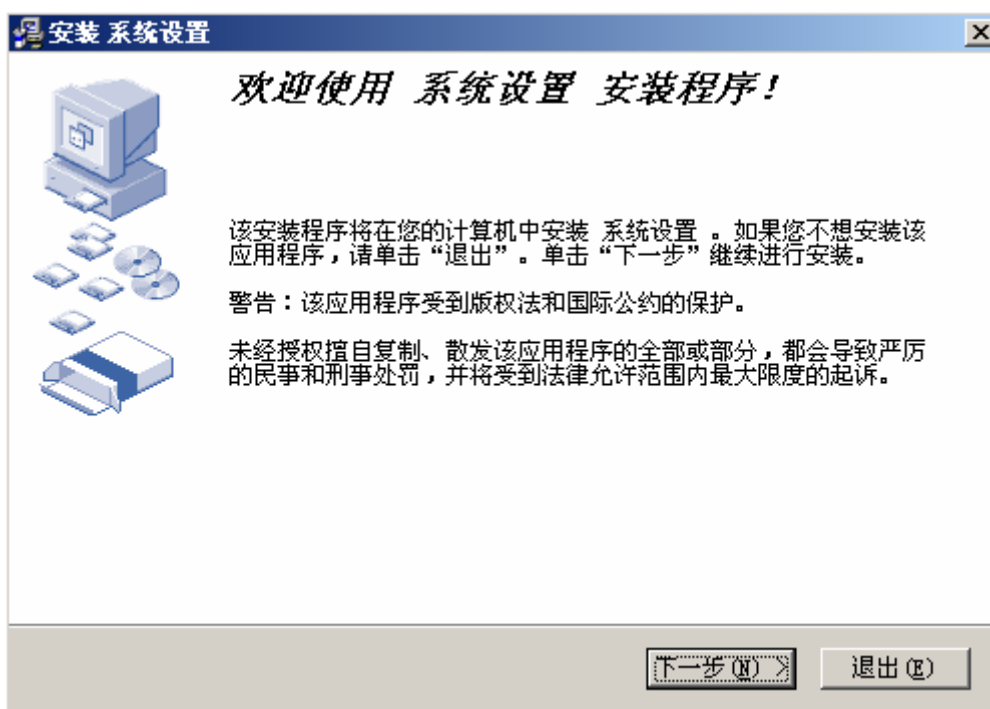 安装 系统设置
欢迎使用 系统设置 安装程序!
该安装程序将在您的计算机中安装 系统设置 。如果您不想安装该
应用程序，请单击“退出”。单击“下一步”继续进行安装。
警告：该应用程序受到版权法和国际公约的保护。
未经授权擅自复制、散发该应用程序的全部或部分，都会导致严厉
的民事和刑事处罚，并将受到法律允许范围内最大限度的起诉。
下一步(N) > 退出(E)